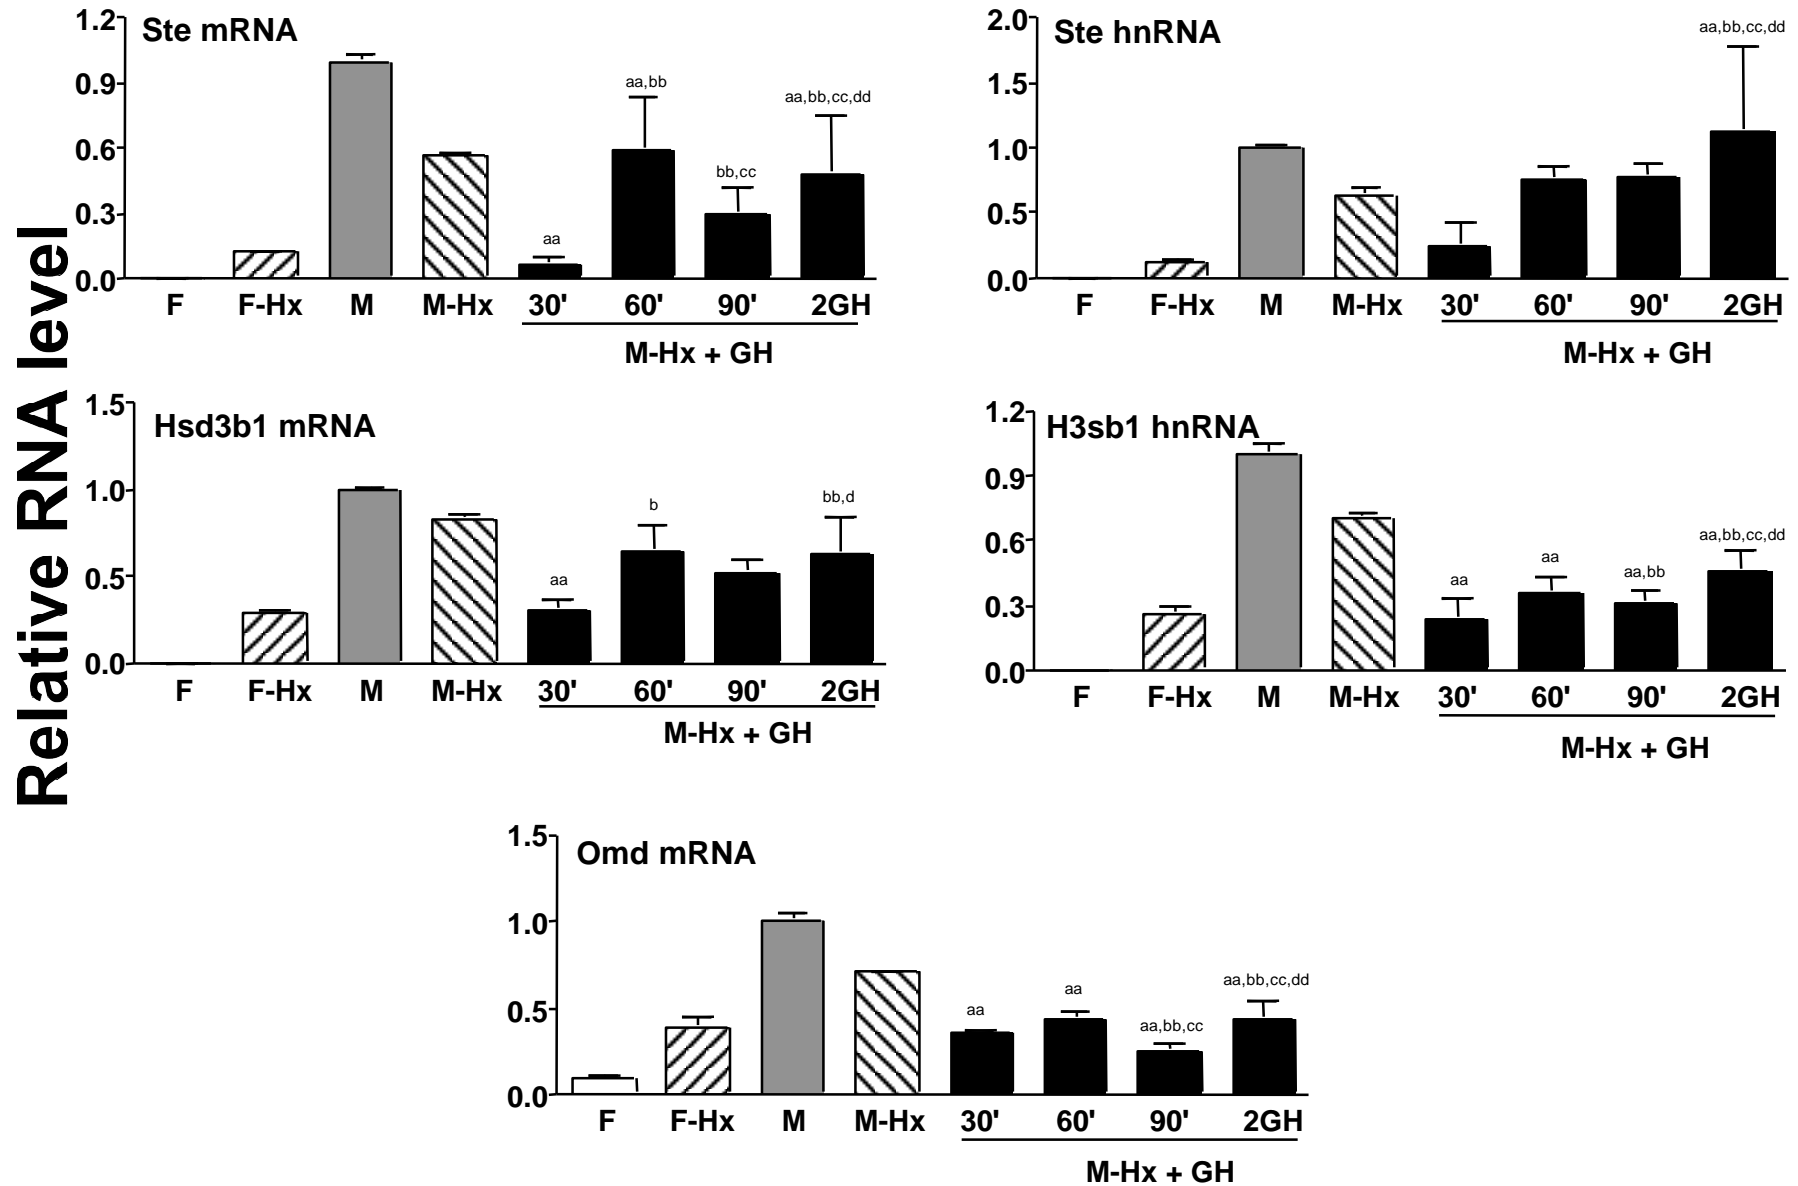 Relative RNA level
Ste mRNA
1.2
0.9
0.6
0.3
0.0
aa
aa,bb
bb,cc
aa,bb,cc,dd
F F-Hx M M-Hx 30' 60' 90' 2GH
M-Hx + GH
Ste hnRNA
2.0
1.5
1.0
0.5
0.0
aa,bb,cc,dd
F F-Hx M M-Hx 30' 60' 90' 2GH
M-Hx + GH
Hsd3b1 mRNA
1.5
1.0
0.5
0.0
aa
b
bb,d
F F-Hx M M-Hx 30' 60' 90' 2GH
M-Hx + GH
H3sb1 hnRNA
1.2
0.9
0.6
0.3
0.0
aa
aa
aa,bb
aa,bb,cc,dd
F F-Hx M M-Hx 30' 60' 90' 2GH
M-Hx + GH
Omd mRNA
1.5
1.0
0.5
0.0
aa
aa
aa,bb,cc
aa,bb,cc,dd
F F-Hx M M-Hx 30' 60' 90' 2GH
M-Hx + GH